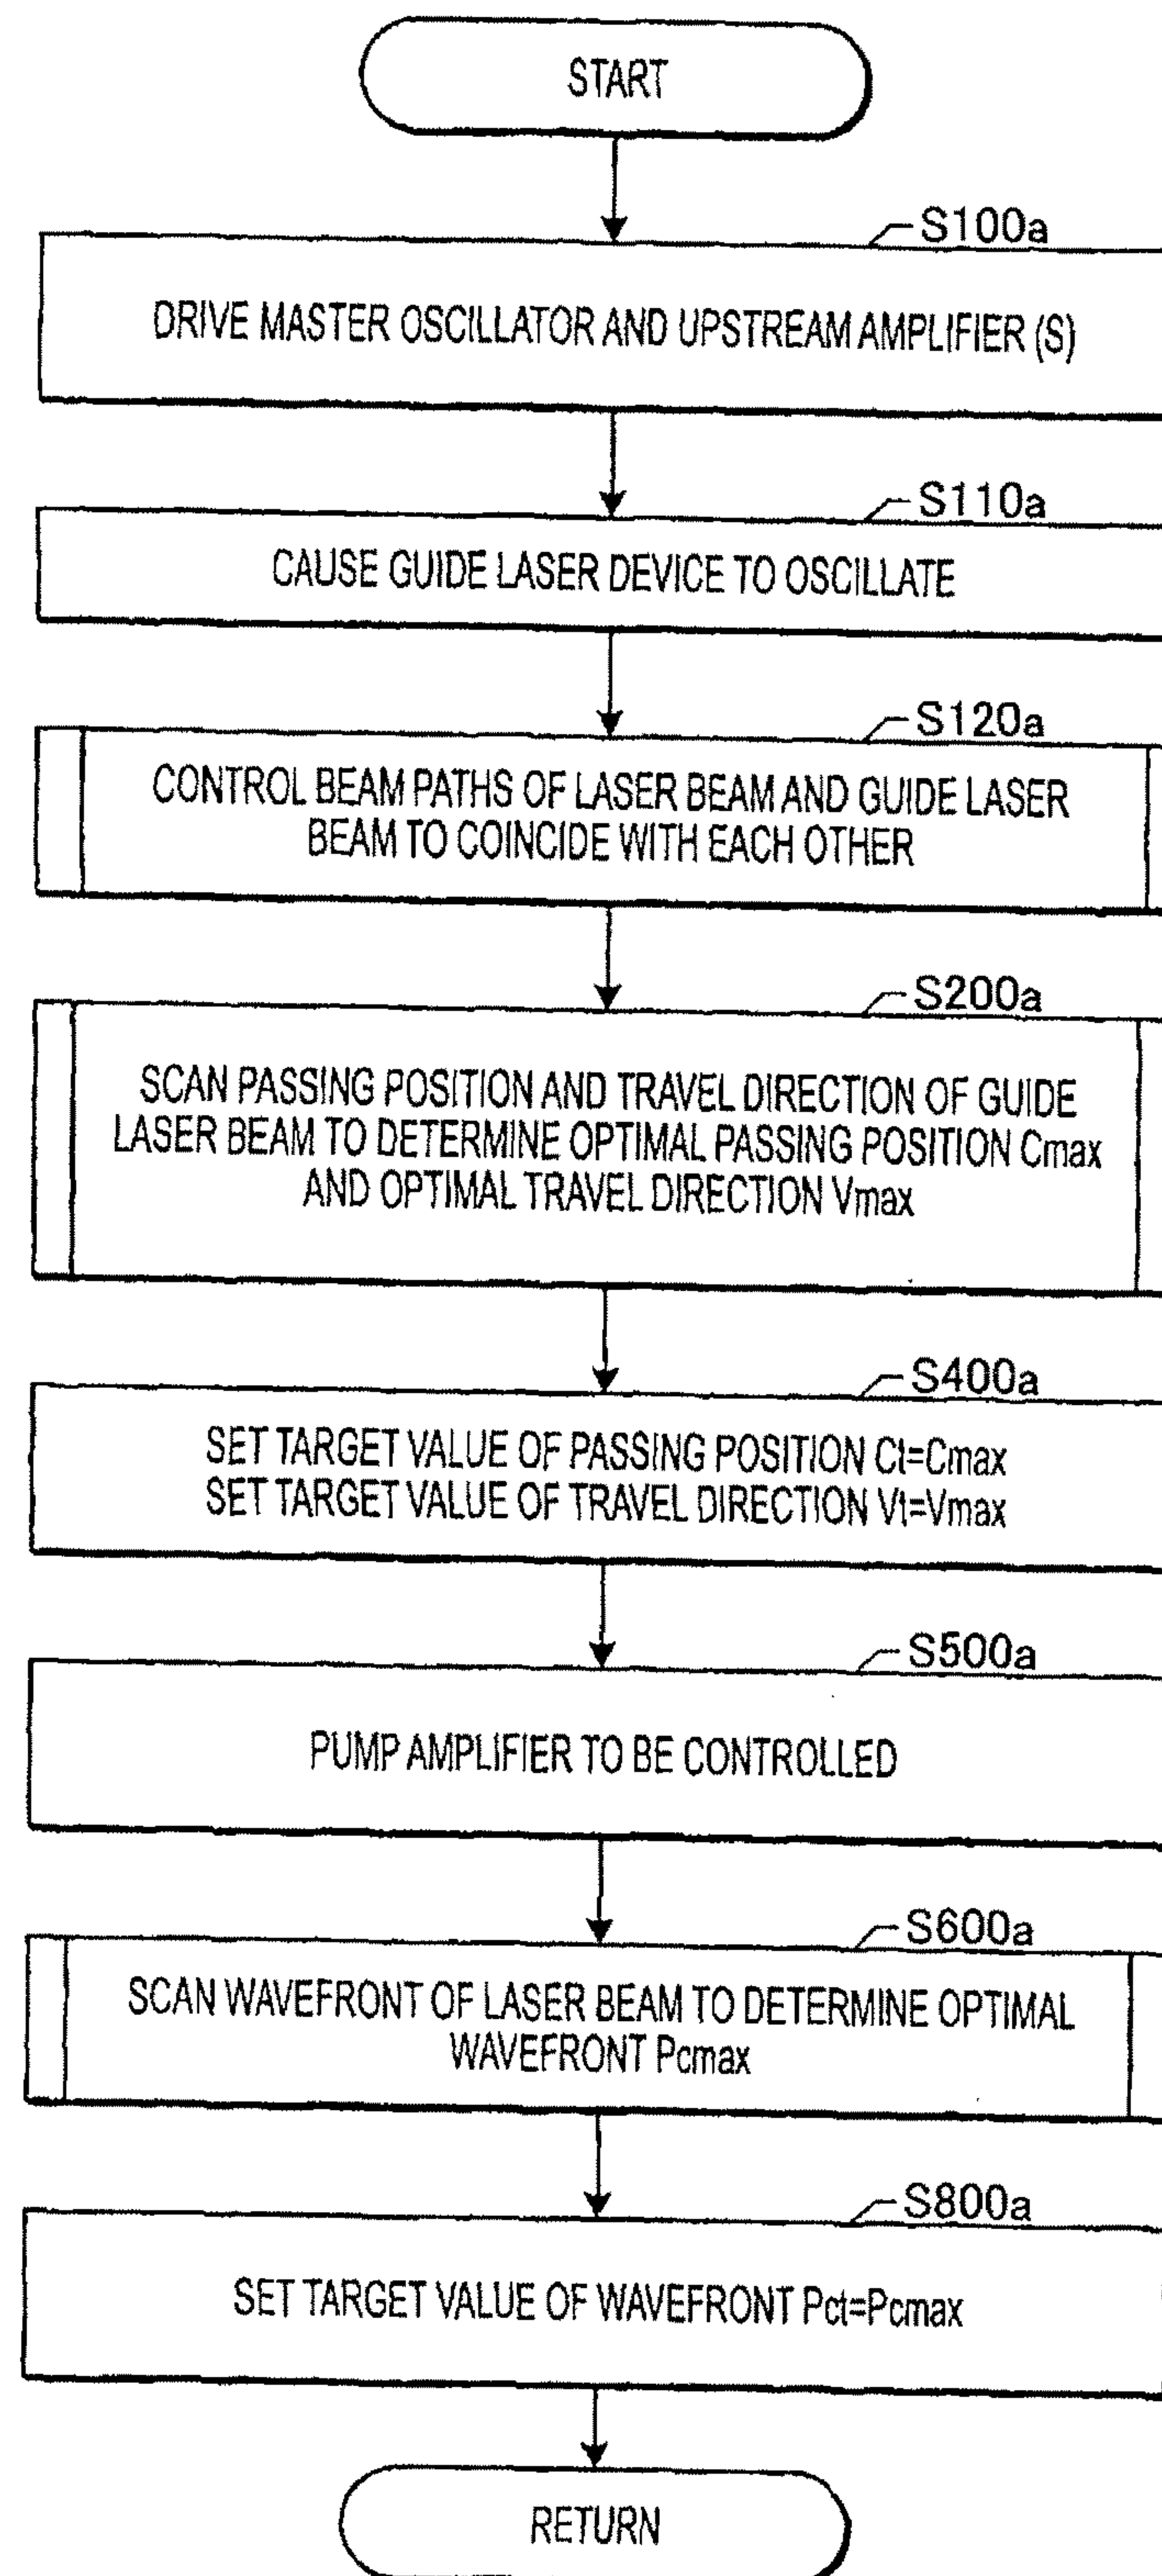 START
S100a
DRIVE MASTER OSCILLATOR AND UPSTREAM AMPLIFIER (S)
S110a
CAUSE GUIDE LASER DEVICE TO OSCILLATE
S120a
CONTROL BEAM PATHS OF LASER BEAM AND GUIDE LASER
BEAM TO COINCIDE WITH EACH OTHER
S200a
SCAN PASSING POSITION AND TRAVEL DIRECTION OF GUIDE
LASER BEAM TO DETERMINE OPTIMAL PASSING POSITION Cmax
AND OPTIMAL TRAVEL DIRECTION Vmax
S400a
SET TARGET VALUE OF PASSING POSITION Ct=Cmax
SET TARGET VALUE OF TRAVEL DIRECTION Vt=Vmax
S500a
PUMP AMPLIFIER TO BE CONTROLLED
S600a
SCAN WAVEFRONT OF LASER BEAM TO DETERMINE OPTIMAL
WAVEFRONT Pcmax
S800a
SET TARGET VALUE OF WAVEFRONT Pct=Pcmax
RETURN